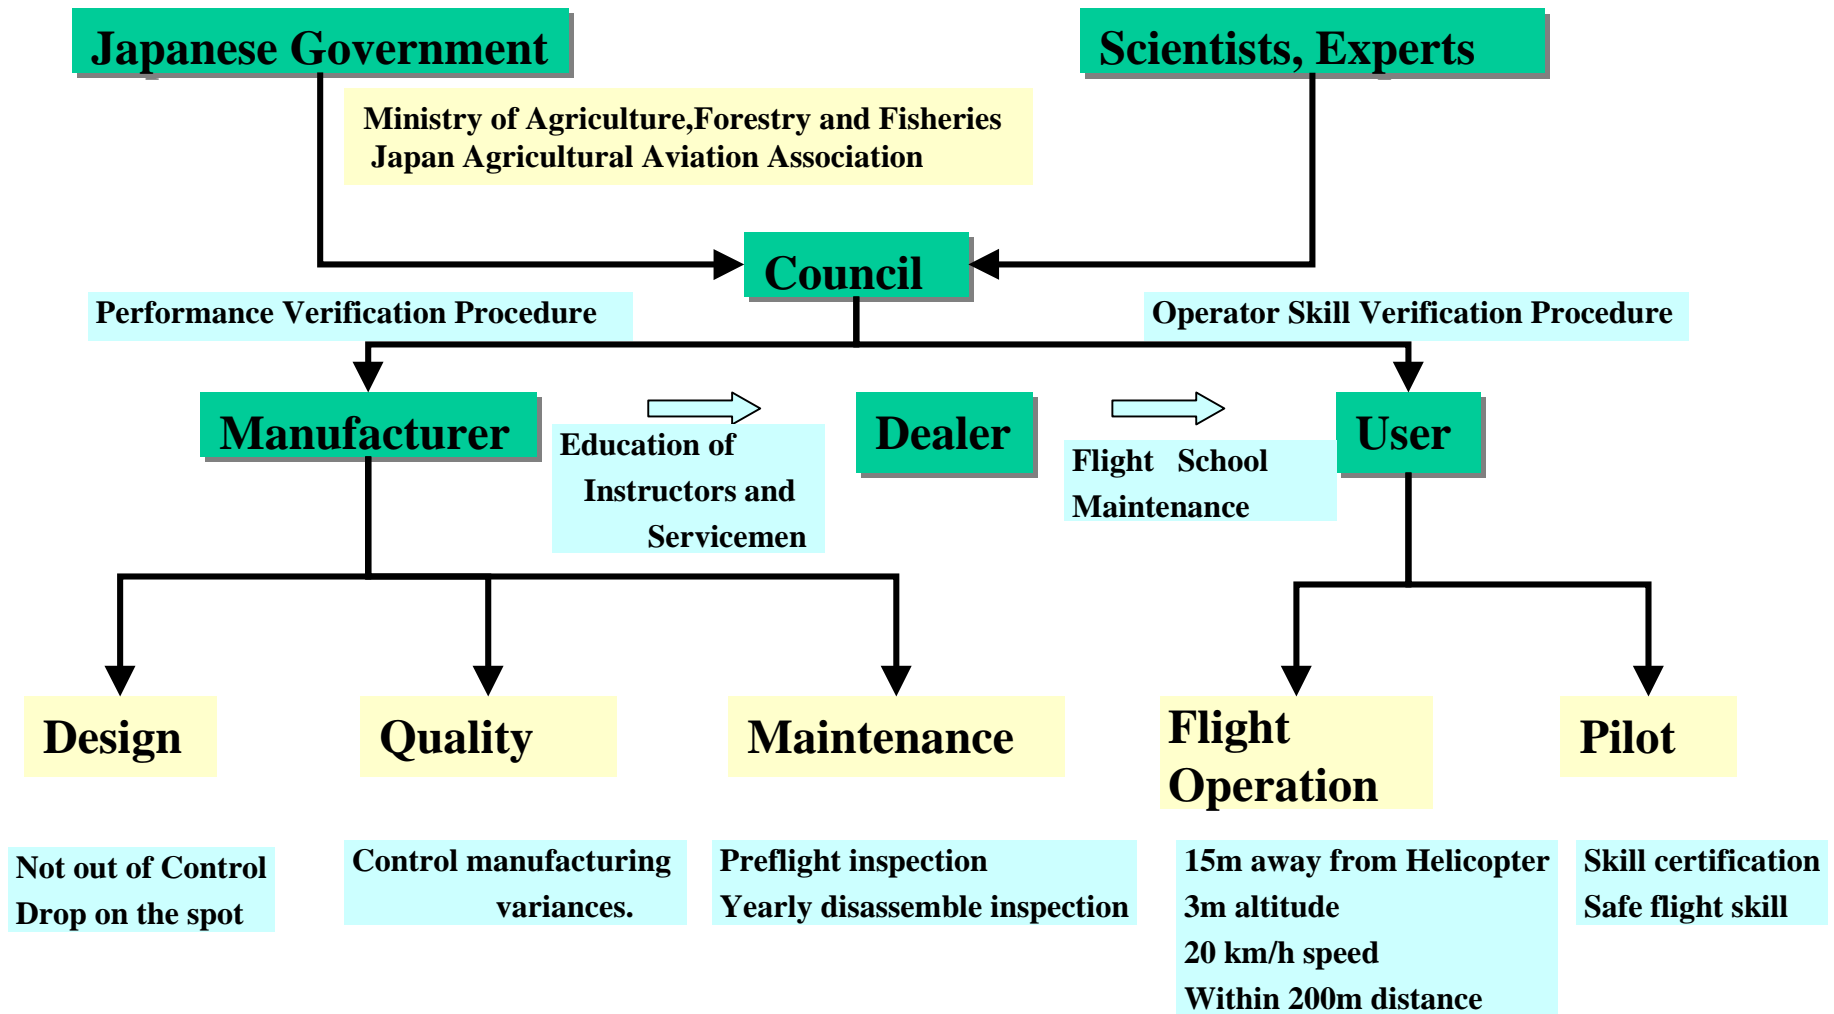 Japanese Government
Scientists, Experts
Ministry of Agriculture,Forestry and Fisheries
Japan Agricultural Aviation Association
Council
Performance Verification Procedure
Operator Skill Verification Procedure
Manufacturer
Education of
Instructors and
Servicemen
Dealer
Flight School
Maintenance
User
Design
Quality
Maintenance
Flight
Operation
Pilot
Not out of Control
Drop on the spot
Control manufacturing
variances.
Preflight inspection
Yearly disassemble inspection
15m away from Helicopter
3m altitude
20 km/h speed
Within 200m distance
Skill certification
Safe flight skill